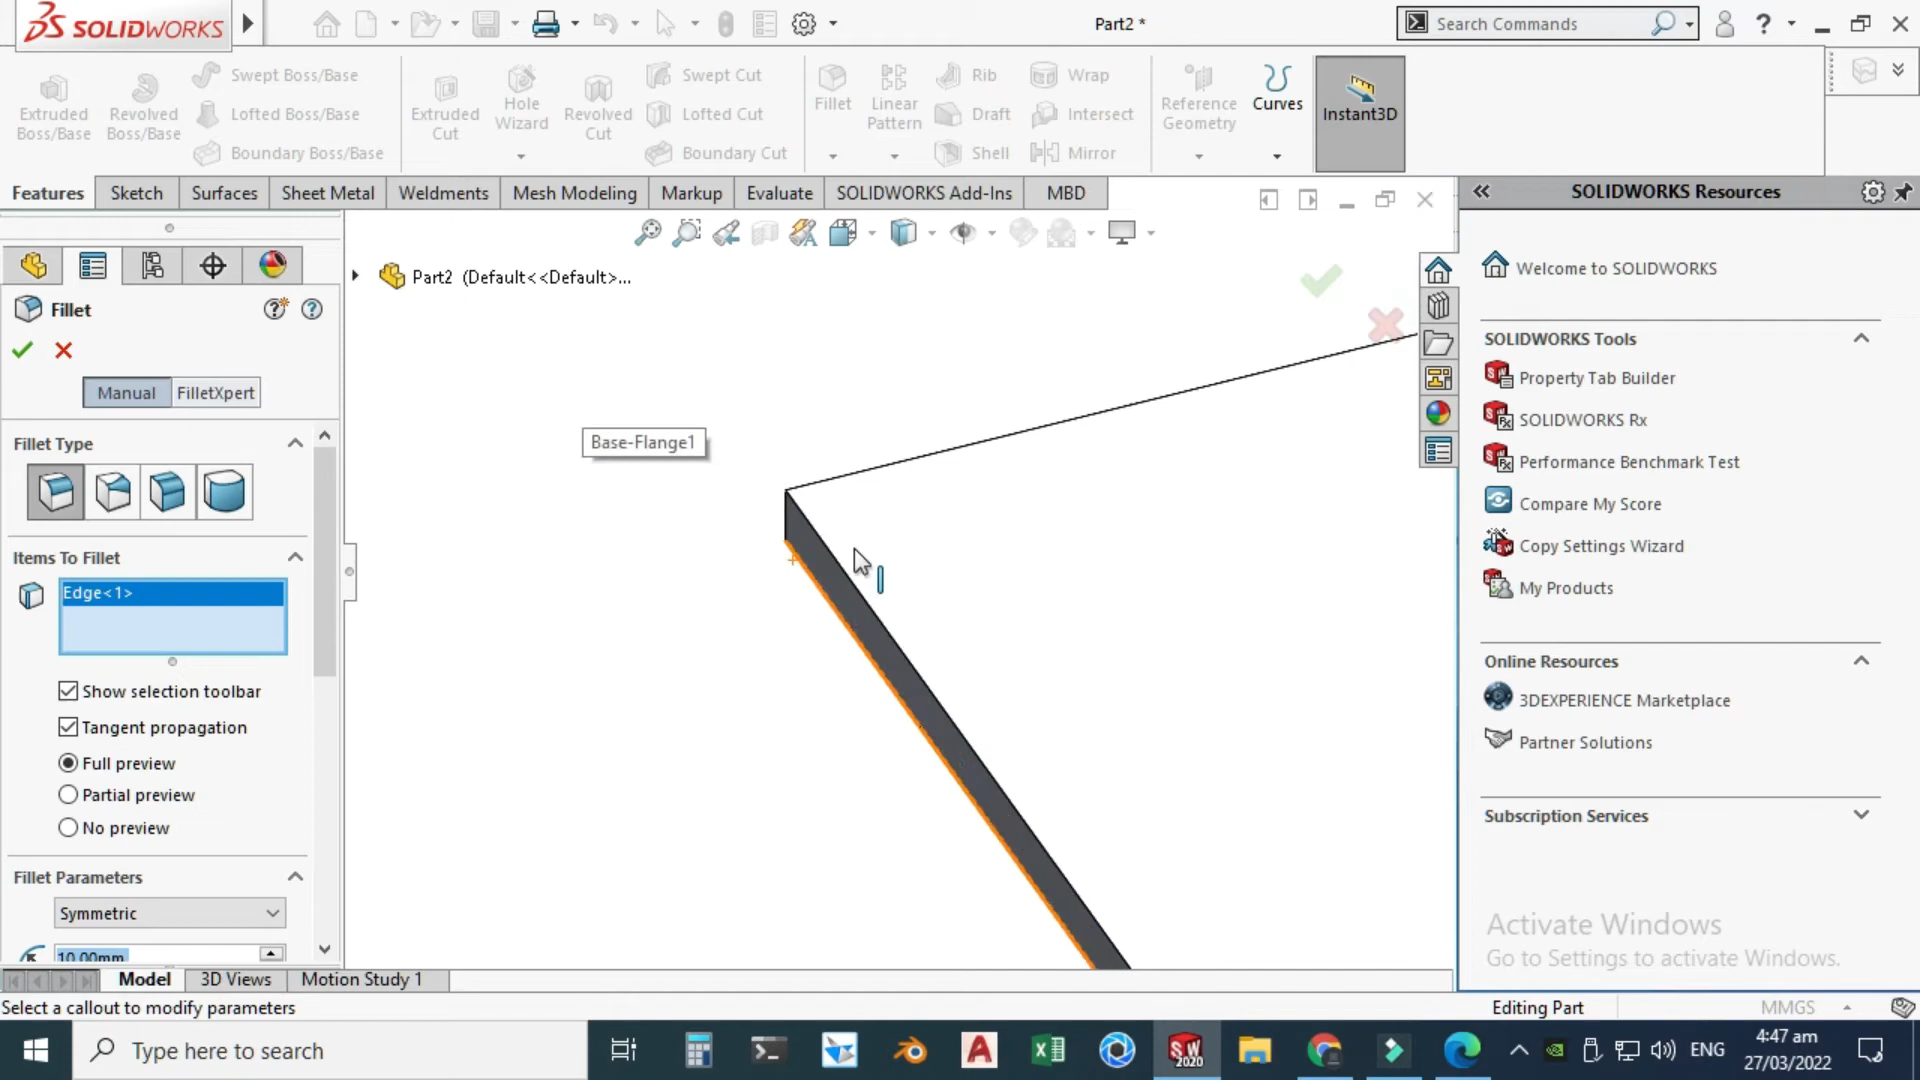 SOLIDWORKS
Part2 *
Search Commands
Extruded Boss/Base
Revolved Boss/Base
Swept Boss/Base
Lofted Boss/Base
Boundary Boss/Base
Extruded Cut
Hole Wizard
Revolved Cut
Swept Cut
Lofted Cut
Boundary Cut
Fillet
Linear Pattern
Rib
Draft
Shell
Wrap
Intersect
Mirror
Reference Geometry
Curves
Instant3D
Features
Sketch
Surfaces
Sheet Metal
Weldments
Mesh Modeling
Markup
Evaluate
SOLIDWORKS Add-Ins
MBD
SOLIDWORKS Resources
Part2 (Default<<Default>...
Fillet
Manual
FilletXpert
Fillet Type
Items To Fillet
Edge<1>
Show selection toolbar
Tangent propagation
Full preview
Partial preview
No preview
Fillet Parameters
Symmetric
10.00mm
Base-Flange1
Welcome to SOLIDWORKS
SOLIDWORKS Tools
Property Tab Builder
SOLIDWORKS Rx
Performance Benchmark Test
Compare My Score
Copy Settings Wizard
My Products
Online Resources
3DEXPERIENCE Marketplace
Partner Solutions
Subscription Services
Activate Windows
Go to Settings to activate Windows.
Model
3D Views
Motion Study 1
Select a callout to modify parameters
Editing Part
MMGS
Type here to search
SW
2020
ENG
4:47 am
27/03/2022